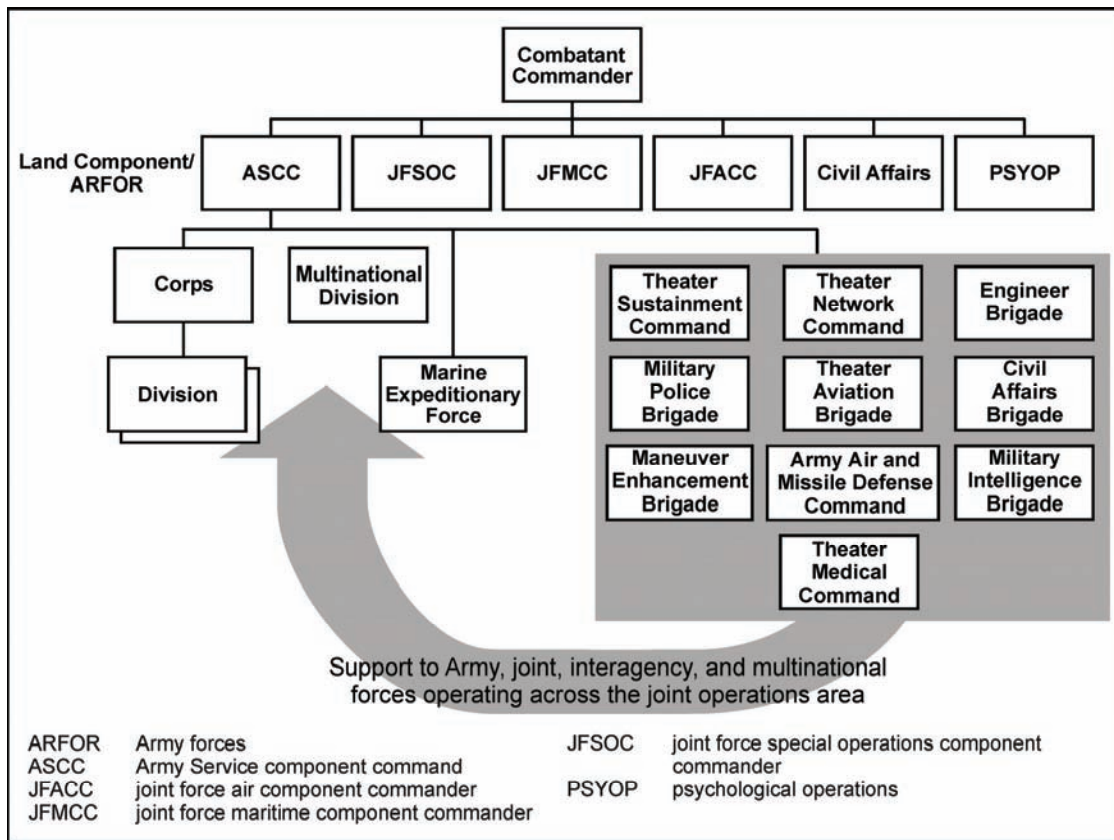 Combatant
Commander
Land Component/
ARFOR
ASCC
JFSOC
JFMCC
JFACC
Civil Affairs
PSYOP
Corps
Multinational
Division
Division
Marine
Expeditionary
Force
Theater
Sustainment
Command
Theater
Network
Command
Engineer
Brigade
Military
Police
Brigade
Theater
Aviation
Brigade
Civil
Affairs
Brigade
Maneuver
Enhancement
Brigade
Army Air and
Missile Defense
Command
Military
Intelligence
Brigade
Theater
Medical
Command
Support to Army, joint, interagency, and multinational
forces operating across the joint operations area
ARFOR Army forces
ASCC Army Service component command
JFACC joint force air component commander
JFMCC joint force maritime component commander
JFSOC joint force special operations component
commander
PSYOP psychological operations